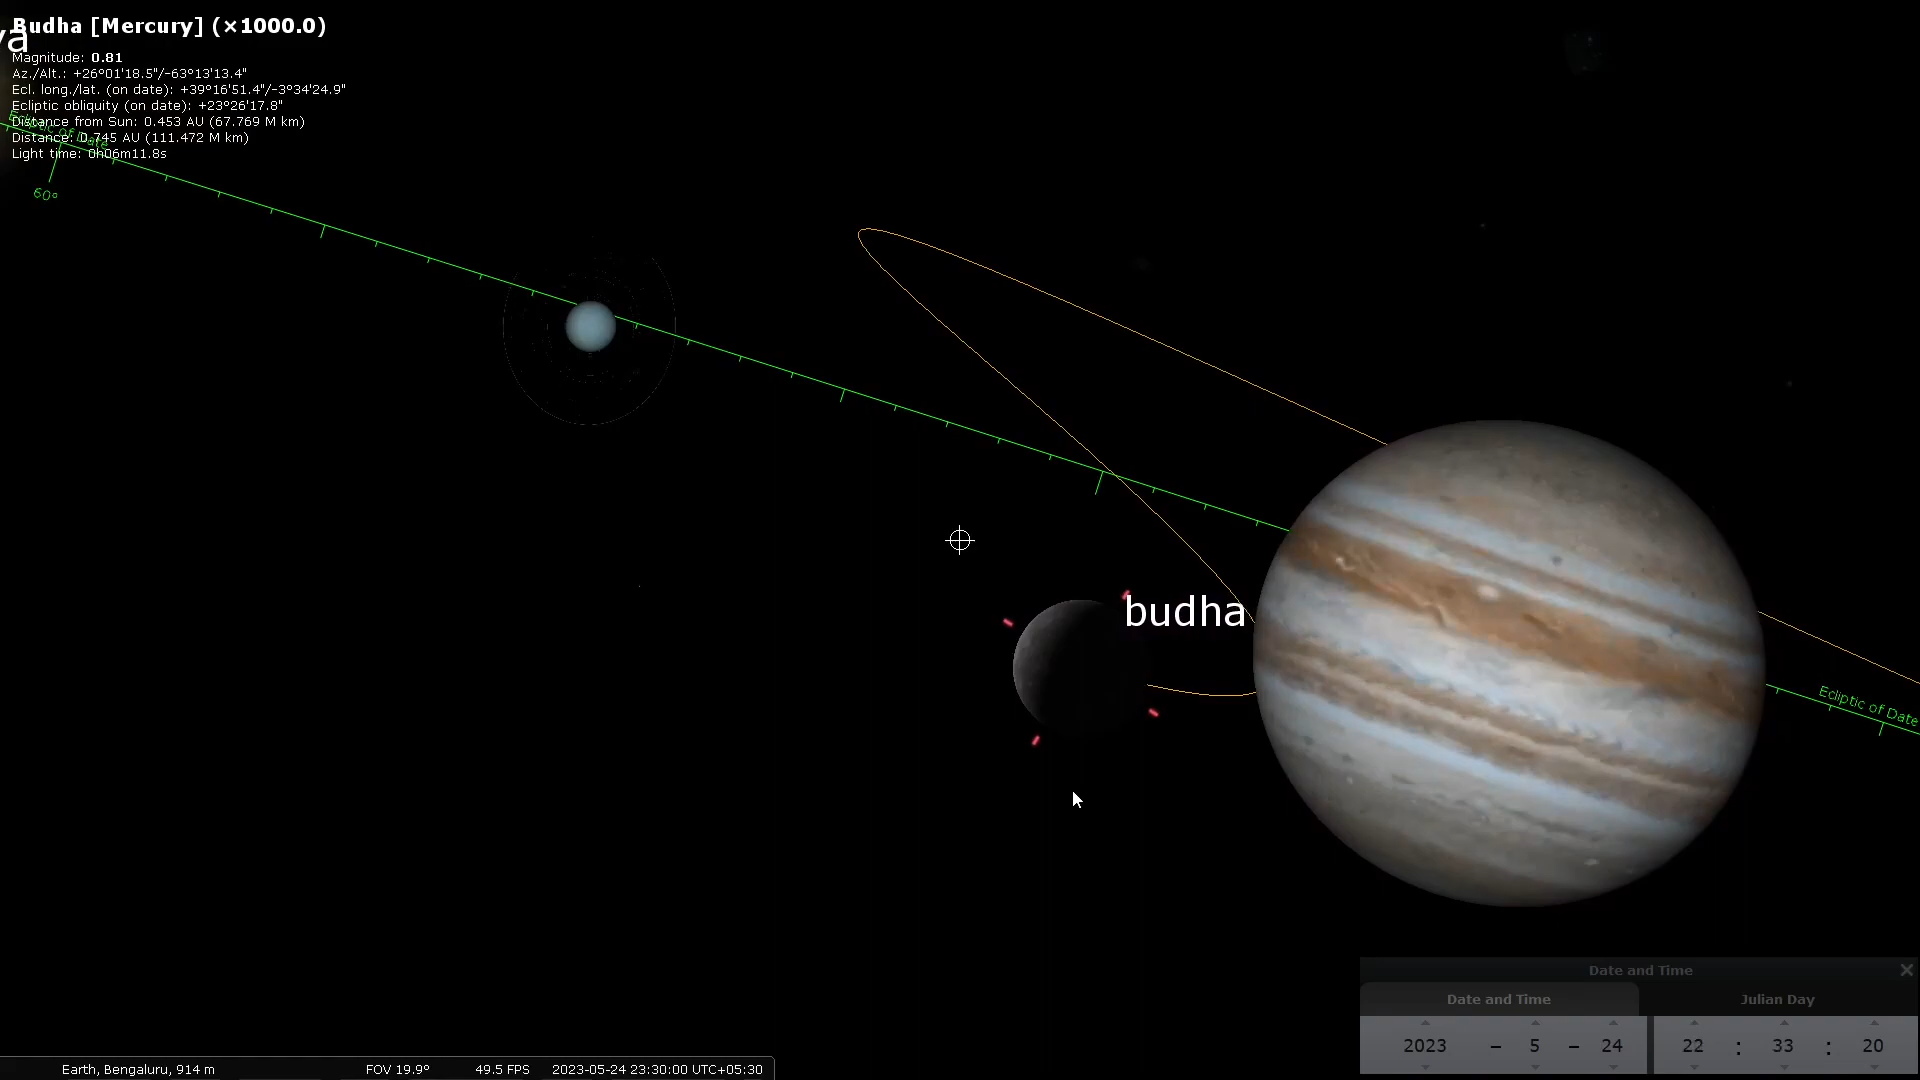 Budha [Mercury] (×1000.0)
ya
Magnitude: 0.81
Az./Alt.: +26°01'18.5"/-63°13'13.4"
Ecl. long./lat. (on date): +39°16'51.4"/-3°34'24.9"
Ecliptic obliquity (on date): +23°26'17.8"
Distance from Sun: 0.453 AU (67.769 M km)
Ecliptic of Date
Distance: 0.745 AU (111.472 M km)
Light time: 0h06m11.8s
60°
budha
Ecliptic of Date
Date and Time
Date and Time Julian Day
2023 – 5 – 24 22 : 33 : 20
Earth, Bengaluru, 914 m FOV 19.9° 49.5 FPS 2023-05-24 23:30:00 UTC+05:30